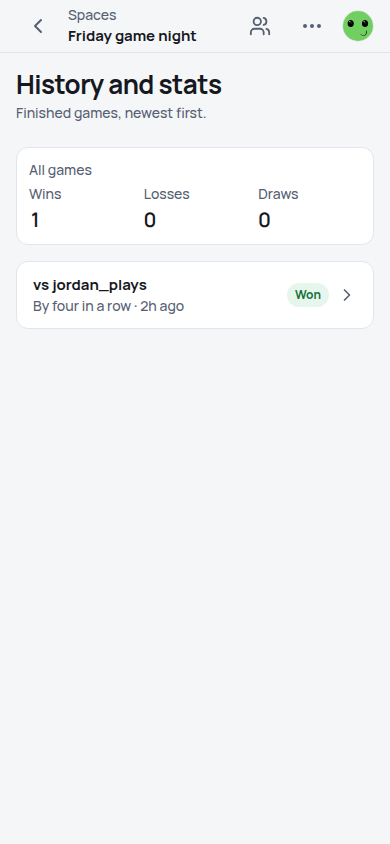 Spaces
Friday game night
History and stats
Finished games, newest first.
All games
Wins Losses Draws
1 0 0
vs jordan_plays
By four in a row · 2h ago
Won